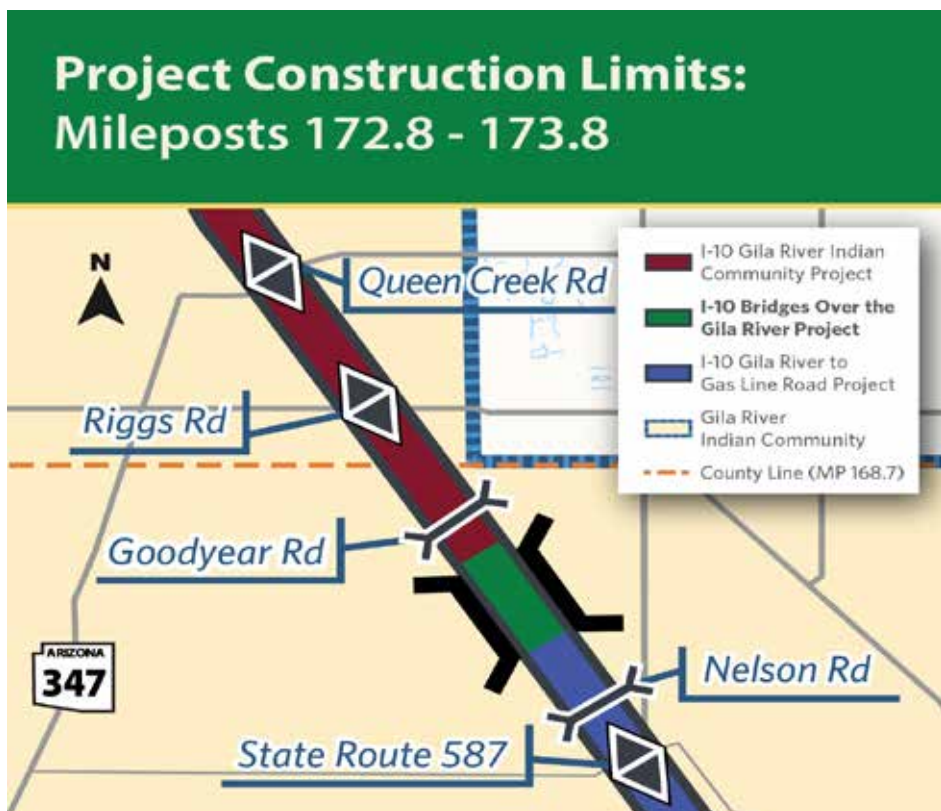 Project Construction Limits:
Mileposts 172.8 - 173.8
N
Queen Creek Rd
Riggs Rd
Goodyear Rd
ARIZONA
347
Nelson Rd
State Route 587
I-10 Gila River Indian
Community Project
I-10 Bridges Over the
Gila River Project
I-10 Gila River to
Gas Line Road Project
Gila River
Indian Community
County Line (MP 168.7)